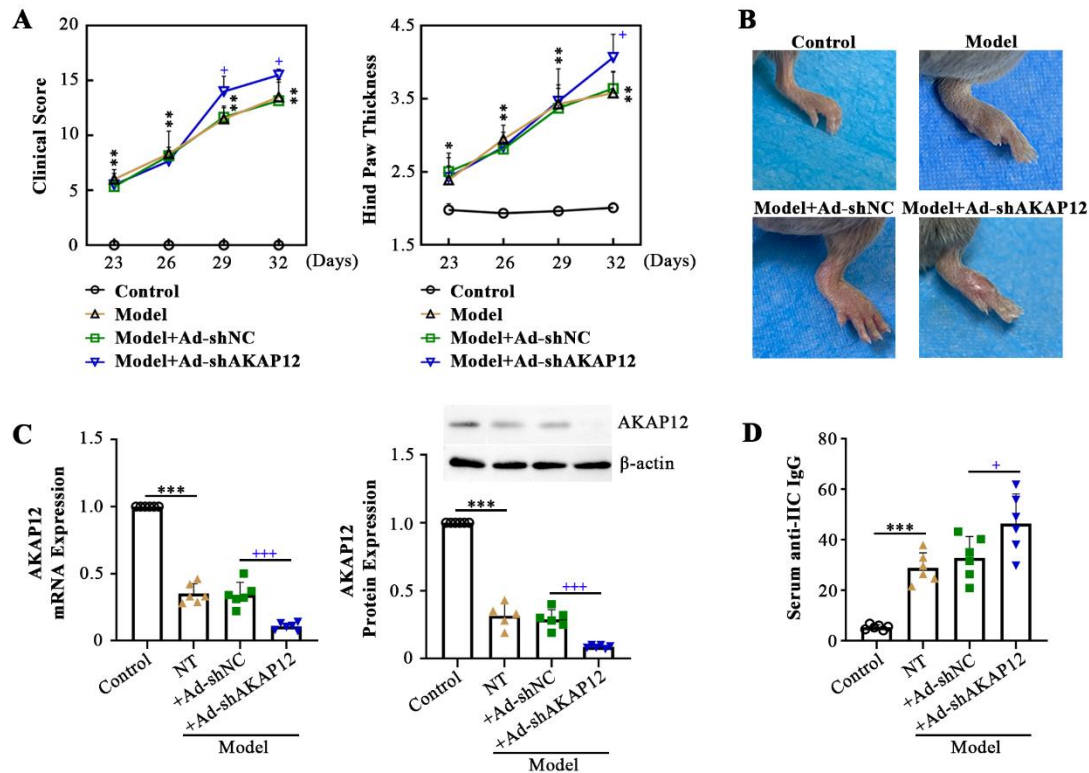 A
20
15
10
5
0
Clinical Score
**
**
**
**
+
+
23 26 29 32 (Days)
Control
Model
Model+Ad-shNC
Model+Ad-shAKAP12
4.5
3.5
2.5
1.5
Hind Paw Thickness
*
**
**
**
+
23 26 29 32 (Days)
Control
Model
Model+Ad-shNC
Model+Ad-shAKAP12
B
Control Model
Model+Ad-shNC Model+Ad-shAKAP12
C
AKAP12
mRNA Expression
1.5
1.0
0.5
0
***
+++
Control
NT
+Ad-shNC
+Ad-shAKAP12
Model
AKAP12
β-actin
AKAP12
Protein Expression
1.5
1.0
0.5
0
***
+++
Control
NT
+Ad-shNC
+Ad-shAKAP12
Model
D
Serum anti-IIC IgG
80
60
40
20
0
***
+
Control
NT
+Ad-shNC
+Ad-shAKAP12
Model